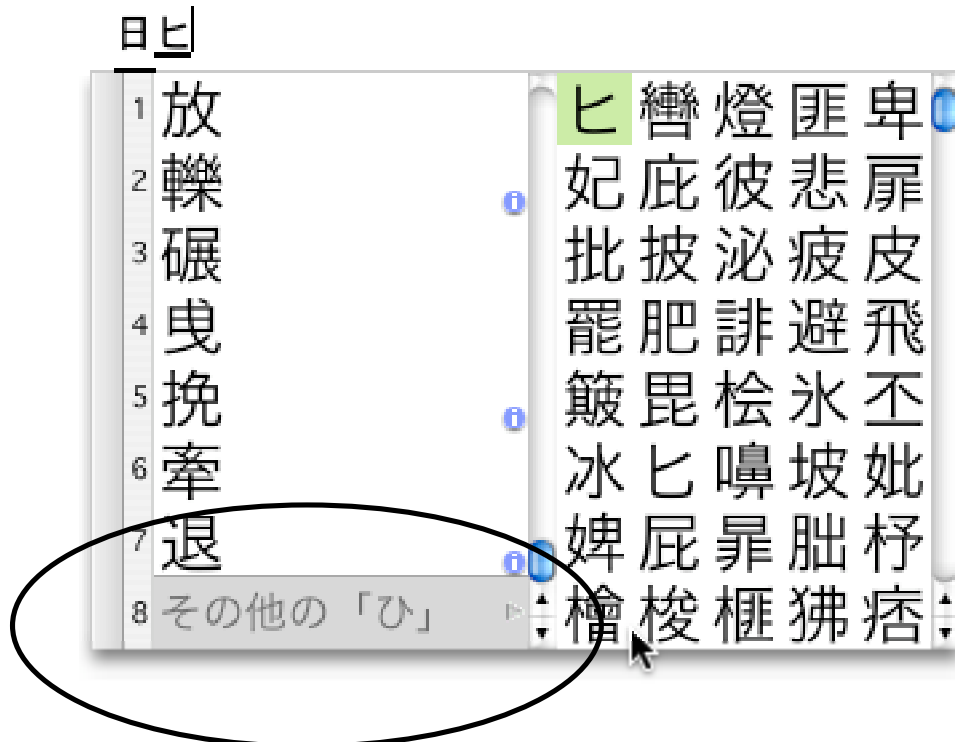 日ヒ
1 放
2 轢
3 碾
4 曳
5 挽
6 牽
7 退
8 その他の「ひ」
ヒ 轡 燈 匪 卑
妃 庇 彼 悲 扉
批 披 泌 疲 皮
罷 肥 誹 避 飛
簸 毘 桧 氷 丕
冰 匕 嚊 坡 妣
婢 屁 暃 朏 杼
檜 梭 榧 狒 痞